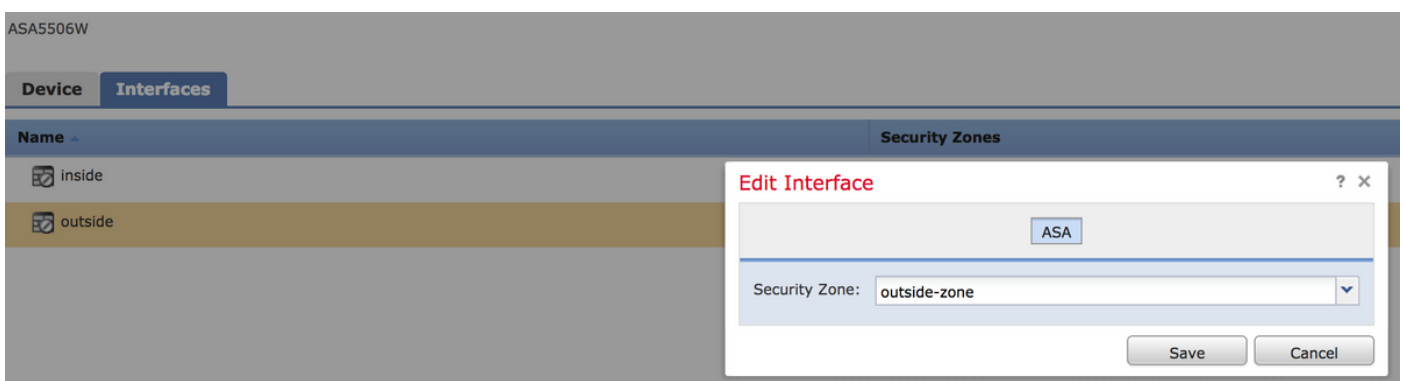 ASA5506W
Device Interfaces
Name Security Zones
inside
Edit Interface ? ×
outside
ASA
Security Zone: outside-zone
Save Cancel